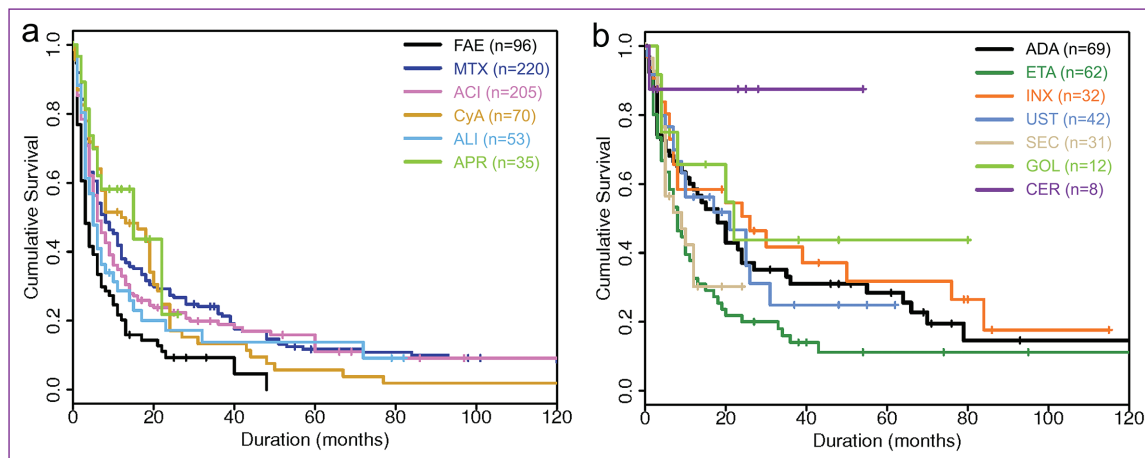 a
FAE (n=96)
MTX (n=220)
ACI (n=205)
CyA (n=70)
ALI (n=53)
APR (n=35)
Cumulative Survival
1.0
0.8
0.6
0.4
0.2
0.0
0 20 40 60 80 100 120
Duration (months)
b
ADA (n=69)
ETA (n=62)
INX (n=32)
UST (n=42)
SEC (n=31)
GOL (n=12)
CER (n=8)
Cumulative Survival
1.0
0.8
0.6
0.4
0.2
0.0
0 20 40 60 80 100 120
Duration (months)